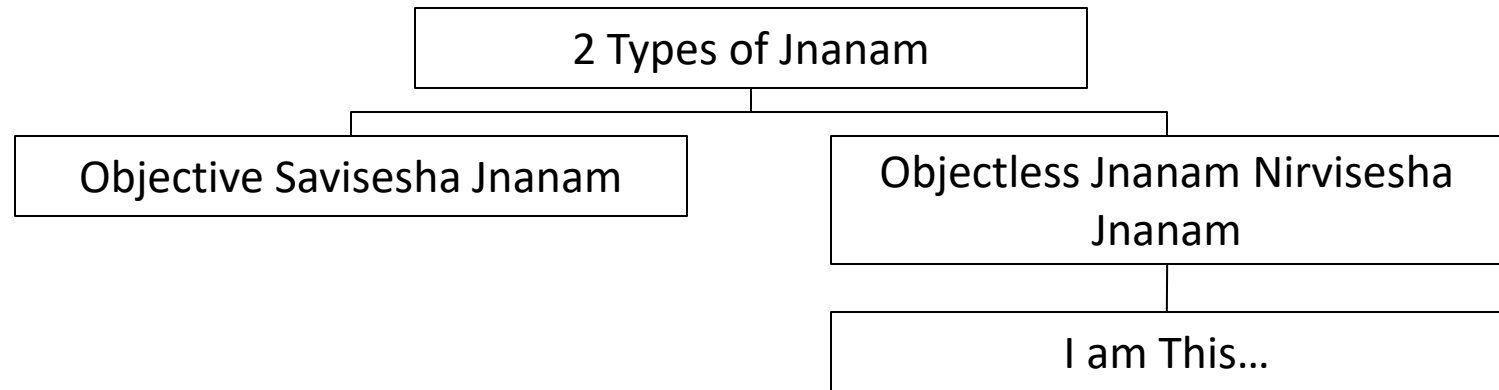 2 Types of Jnanam
Objective Savisesha Jnanam
Objectless Jnanam Nirvisesha
Jnanam
I am This…